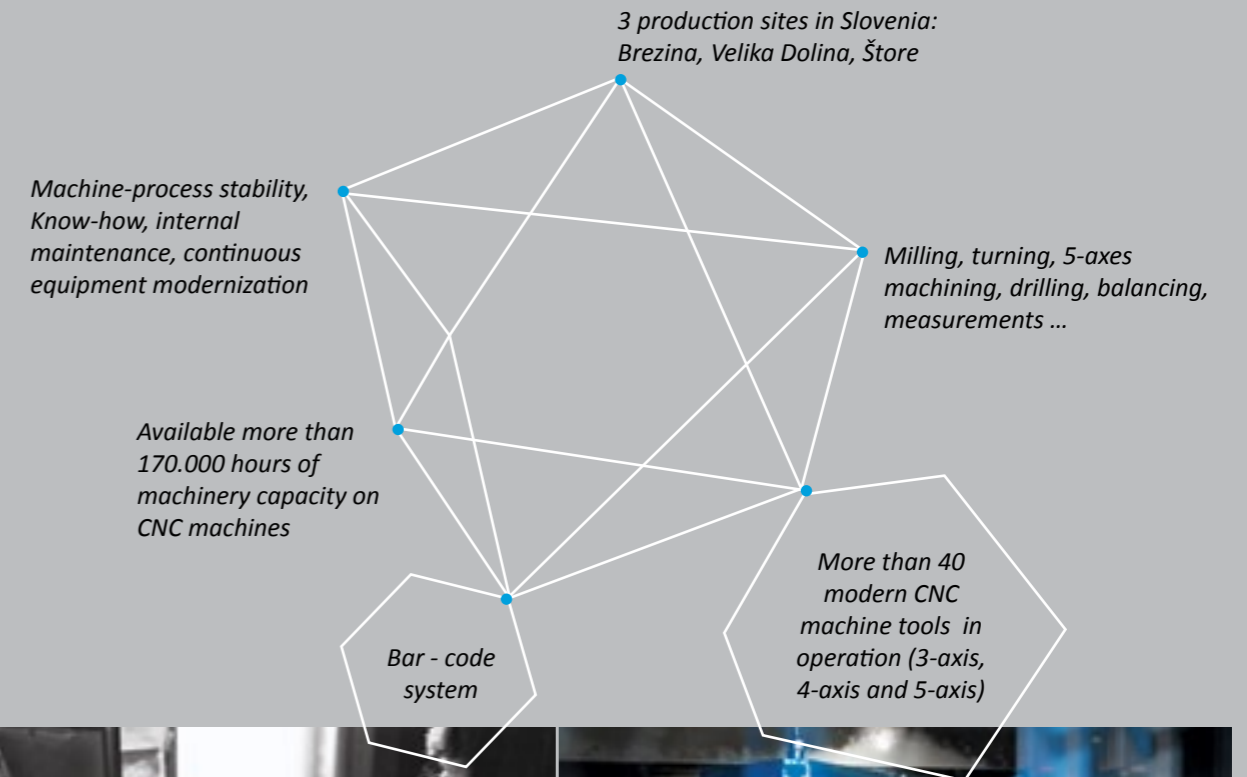 3 production sites in Slovenia:
Brezina, Velika Dolina, Štore
Machine-process stability,
Know-how, internal
maintenance, continuous
equipment modernization
Milling, turning, 5-axes
machining, drilling, balancing,
measurements ...
Available more than
170.000 hours of
machinery capacity on
CNC machines
More than 40
modern CNC
machine tools in
operation (3-axis,
4-axis and 5-axis)
Bar - code
system